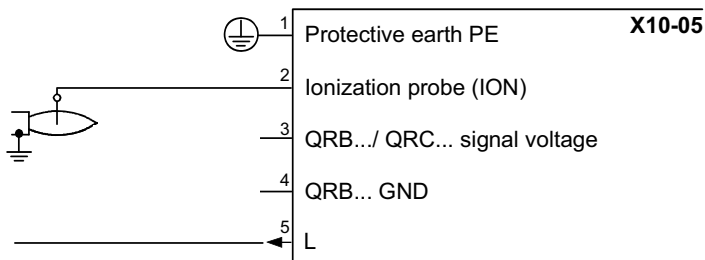 X10-05
1 Protective earth PE
2 Ionization probe (ION)
3 QRB.../ QRC... signal voltage
4 QRB... GND
5 L